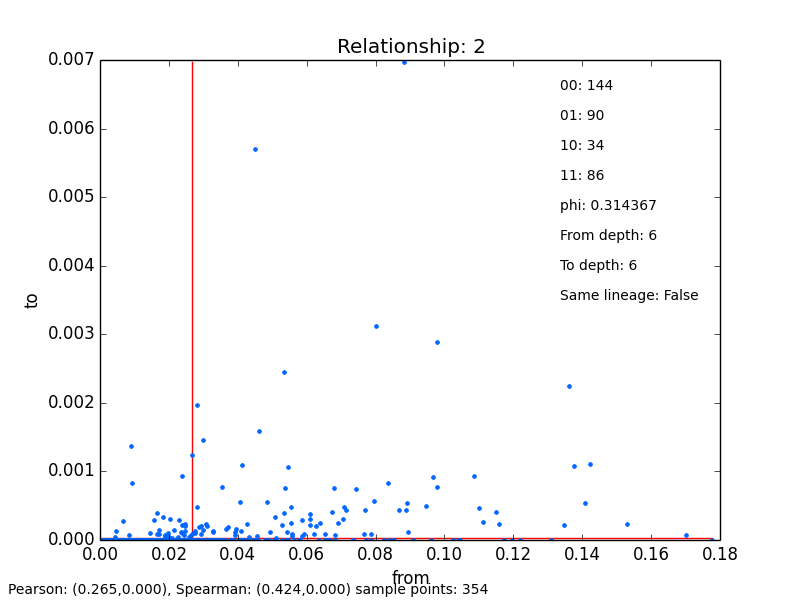 Relationship: 2
0.007
0.006
0.005
0.004
0.003
0.002
0.001
0.000
to
00: 144
01: 90
10: 34
11: 86
phi: 0.314367
From depth: 6
To depth: 6
Same lineage: False
0.00 0.02 0.04 0.06 0.08 0.10 0.12 0.14 0.16 0.18
from
Pearson: (0.265,0.000), Spearman: (0.424,0.000) sample points: 354